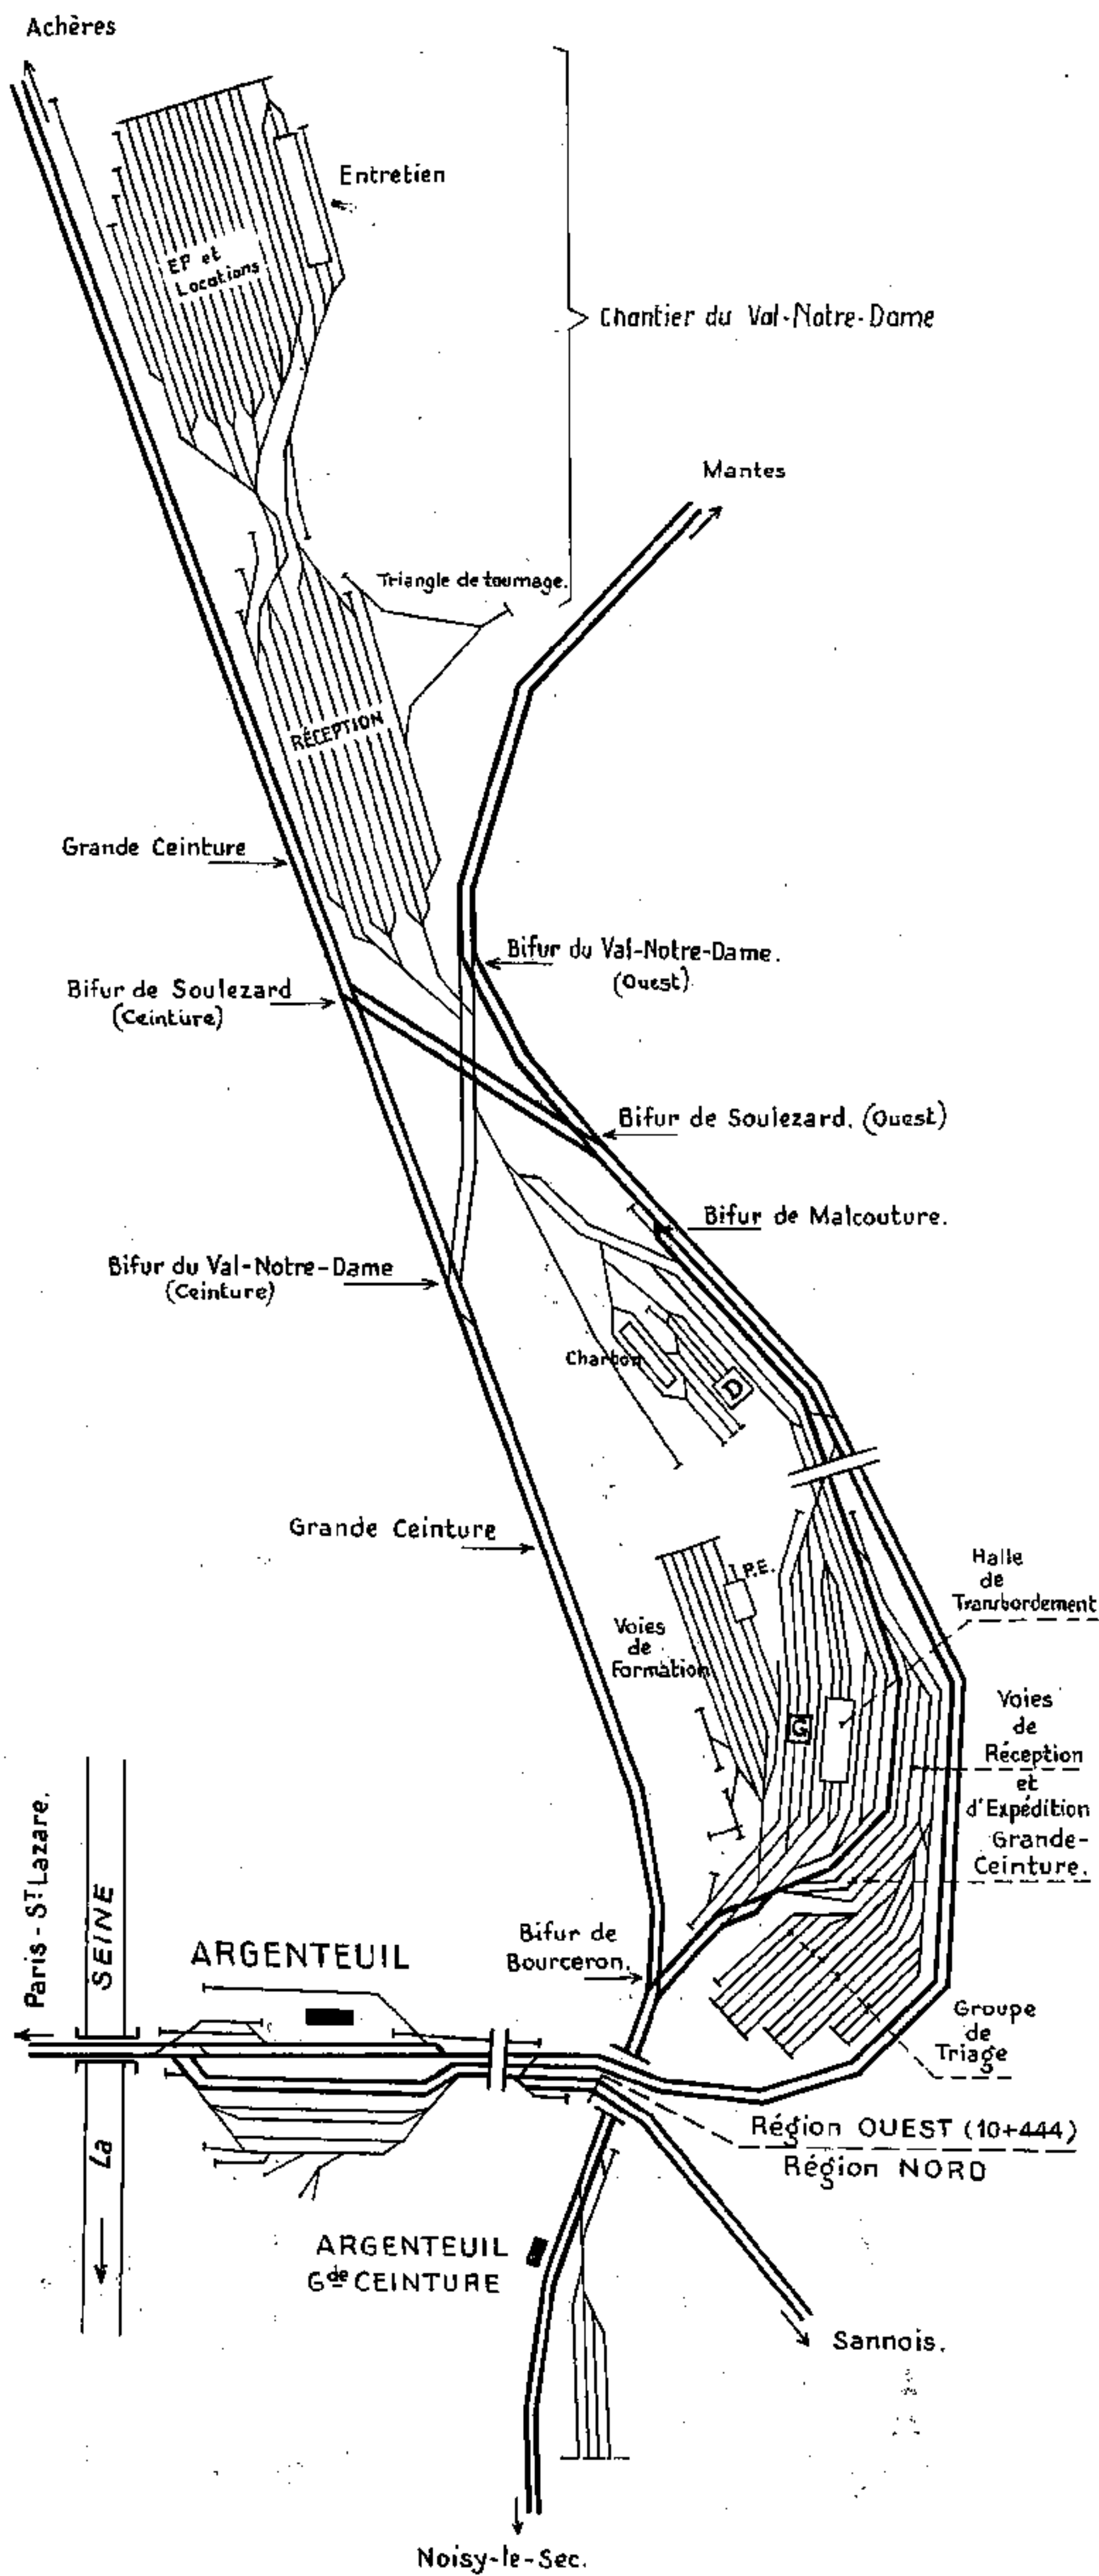 Achères
Entretien
EP et
Locations
Chantier du Val-Notre-Dame
Mantes
Triangle de tournage.
RÉCEPTION
Grande Ceinture
Bifur du Val-Notre-Dame.
(Ouest)
Bifur de Soulezard
(Ceinture)
Bifur de Soulezard. (Ouest)
Bifur de Malcouture.
Bifur du Val-Notre-Dame
(Ceinture)
Charbon
D
Grande Ceinture
P.E.
Halle
de
Transbordement
Voies
de
Formation
G
Voies
de
Réception
et
d'Expédition
Grande-
Ceinture.
Paris-ST Lazare.
La SEINE
ARGENTEUIL
Bifur de
Bourceron.
Groupe
de
Triage
Région OUEST (10+444)
Région NORD
ARGENTEUIL
Gde CEINTURE
Sannois.
Noisy-le-Sec.